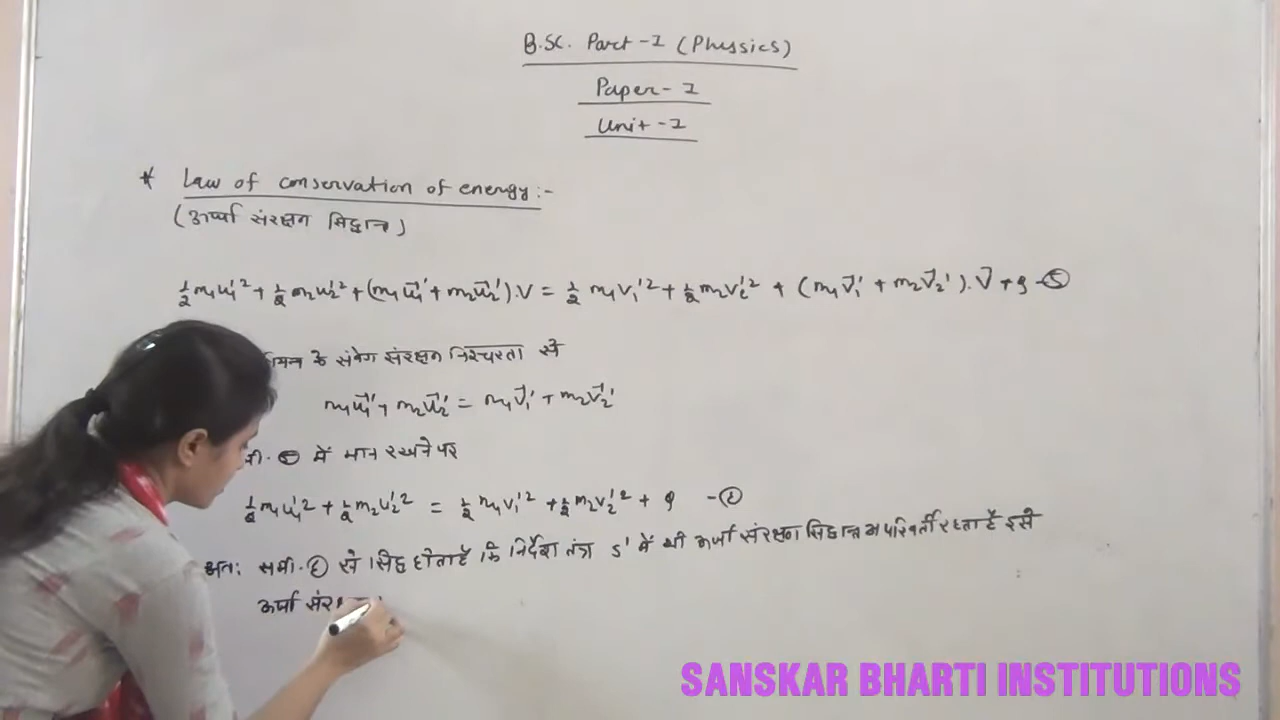 B.SC. Part-I (Physics)
Paper-I
Unit-I
* Law of conservation of energy:-
(ऊर्जा संरक्षण सिद्धान्त)
½m₁u₁'² + ½m₂u₂'² + (m₁u⃗₁' + m₂u⃗₂').V = ½m₁v₁'² + ½m₂v₂'² + (m₁v⃗₁' + m₂v⃗₂').V⃗ + Q -⑤
के संवेग संरक्षण निश्चरता से
m₁u⃗₁' + m₂u⃗₂' = m₁v⃗₁' + m₂v⃗₂'
में मान रखने पर
½m₁u₁'² + ½m₂u₂'² = ½m₁v₁'² + ½m₂v₂'² + Q -⑥
अतः समी. ⑥ से सिद्ध होता है कि निर्देश तंत्र S' में भी ऊर्जा संरक्षण सिद्धान्त अपरिवर्ती रहता है इसे
ऊर्जा
SANSKAR BHARTI INSTITUTIONS